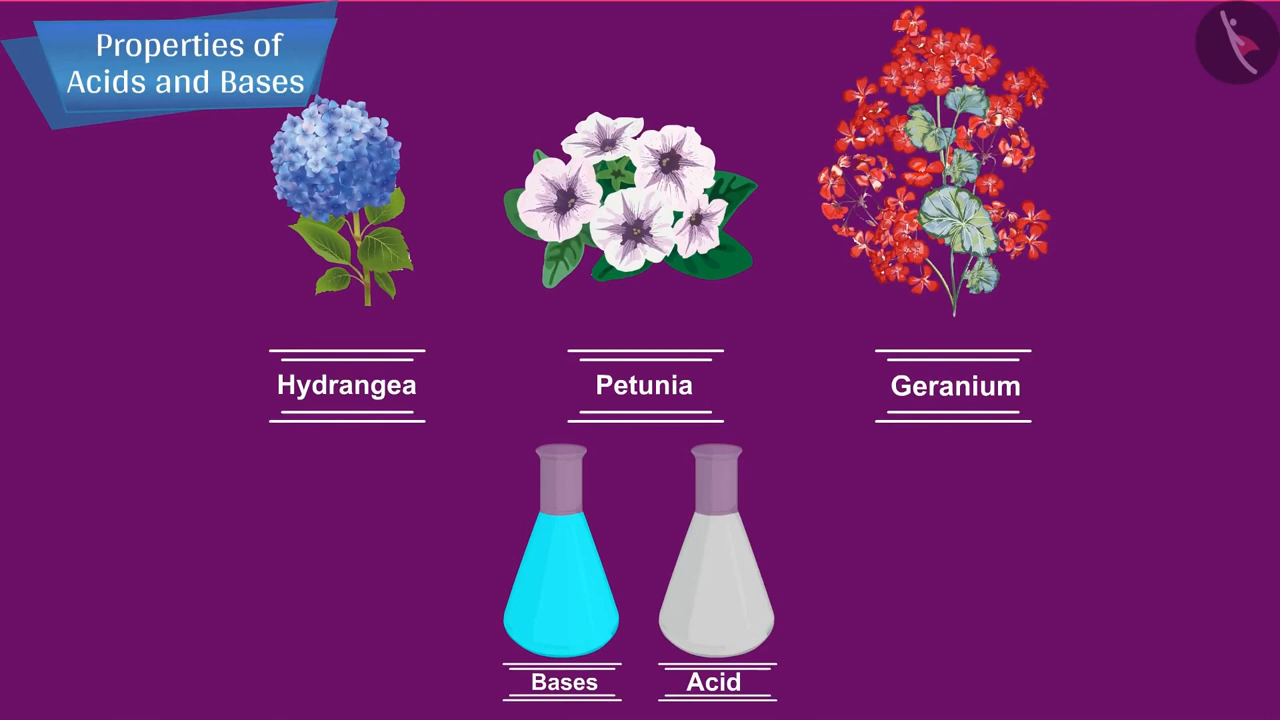 Properties of
Acids and Bases
Hydrangea
Petunia
Geranium
Bases
Acid